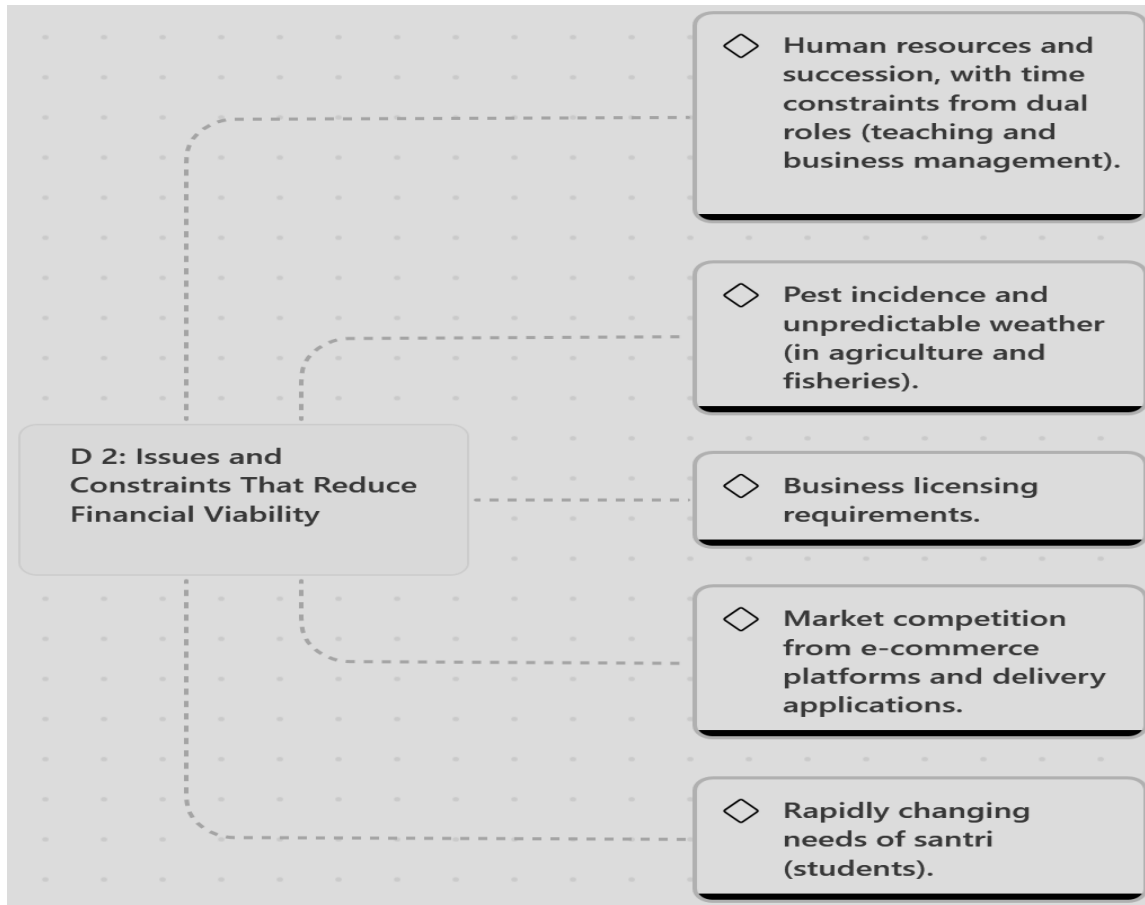 Human resources and
succession, with time
constraints from dual
roles (teaching and
business management).
Pest incidence and
unpredictable weather
(in agriculture and
fisheries).
D 2: Issues and
Constraints That Reduce
Financial Viability
Business licensing
requirements.
Market competition
from e-commerce
platforms and delivery
applications.
Rapidly changing
needs of santri
(students).